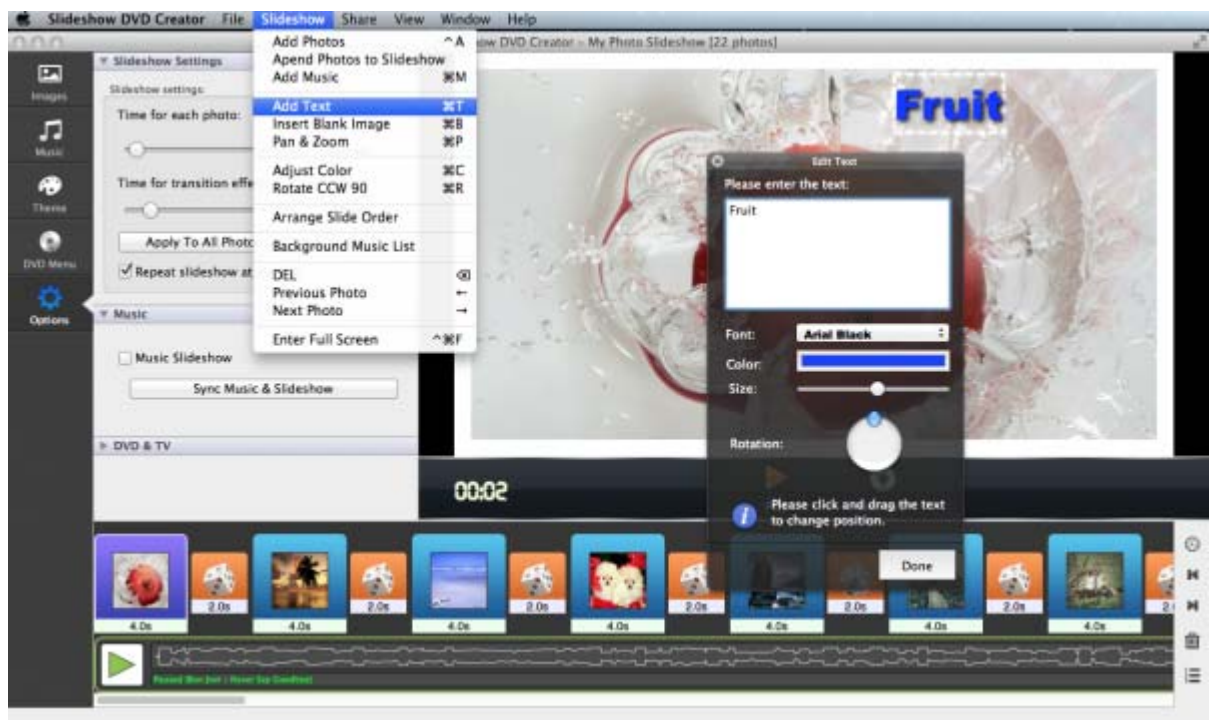 Slideshow DVD Creator File Slideshow Share View Window Help
ow DVD Creator - My Photo Slideshow [22 photos]
Add Photos ^A
Apend Photos to Slideshow
Add Music ⌘M
Add Text ⌘T
Insert Blank Image ⌘B
Pan & Zoom ⌘P
Adjust Color ⌘C
Rotate CCW 90 ⌘R
Arrange Slide Order
Background Music List
DEL ⌫
Previous Photo ←
Next Photo →
Enter Full Screen ^⌘F
Images
Music
Theme
DVD Menu
Options
Slideshow Settings
Slideshow settings:
Time for each photo:
Time for transition effe
Apply To All Photo
Repeat slideshow at
Music
Music Slideshow
Sync Music & Slideshow
DVD & TV
Fruit
Edit Text
Please enter the text:
Fruit
Font: Arial Black
Color:
Size:
Rotation:
Please click and drag the text
to change position.
Done
00:02
2.0s 2.0s 2.0s 2.0s 2.0s 2.0s 2
4.0s 4.0s 4.0s 4.0s 4.0s 4.0s 4.0s